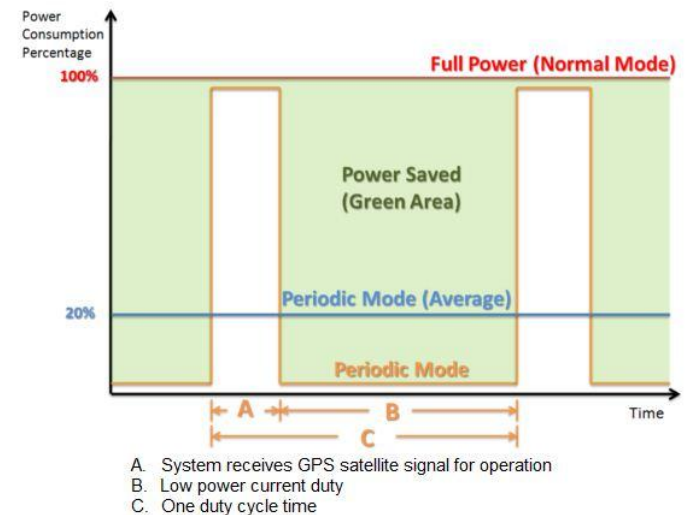 Power
Consumption
Percentage
100%
Full Power (Normal Mode)
Power Saved
(Green Area)
Periodic Mode (Average)
20%
Periodic Mode
A
B
Time
C
A. System receives GPS satellite signal for operation
B. Low power current duty
C. One duty cycle time